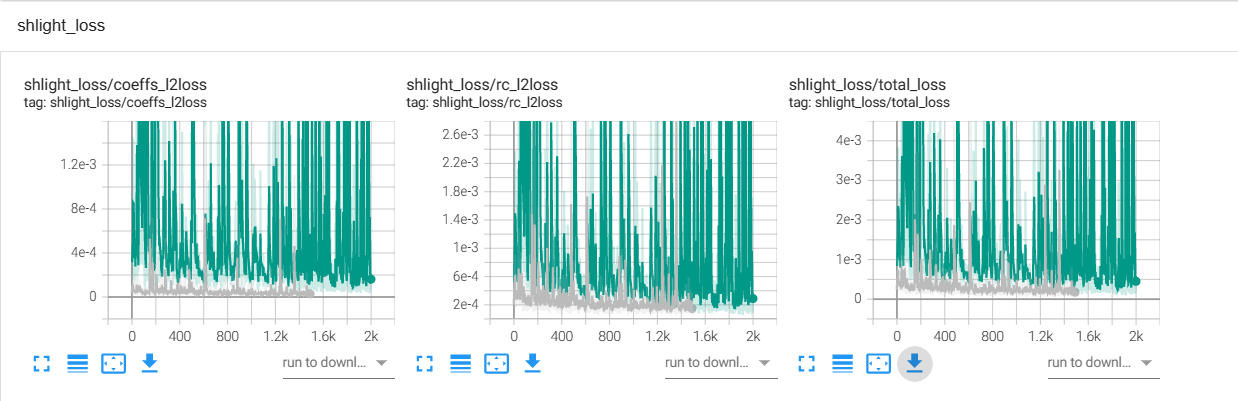 shlight_loss
shlight_loss/coeffs_l2loss
tag: shlight_loss/coeffs_l2loss
1.2e-3
8e-4
4e-4
0
0 400 800 1.2k 1.6k 2k
run to downl...
shlight_loss/rc_l2loss
tag: shlight_loss/rc_l2loss
2.6e-3
2.2e-3
1.8e-3
1.4e-3
1e-3
6e-4
2e-4
0 400 800 1.2k 1.6k 2k
run to downl...
shlight_loss/total_loss
tag: shlight_loss/total_loss
4e-3
3e-3
2e-3
1e-3
0
0 400 800 1.2k 1.6k 2k
run to downl...